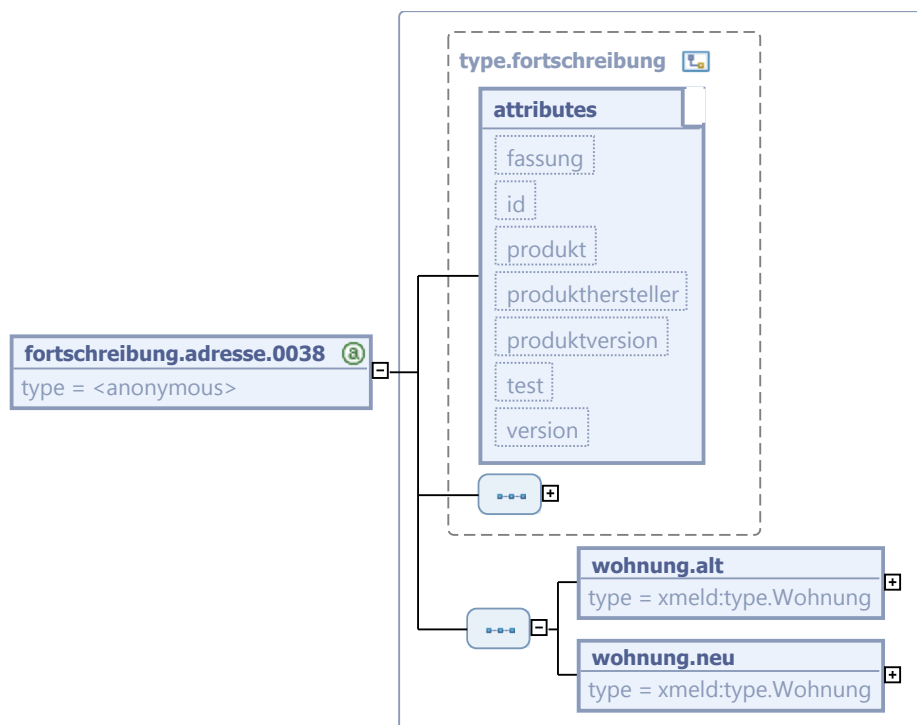 type.fortschreibung
attributes
fassung
id
produkt
produkthersteller
produktversion
test
version
fortschreibung.adresse.0038
type = <anonymous>
wohnung.alt
type = xmeld:type.Wohnung
wohnung.neu
type = xmeld:type.Wohnung